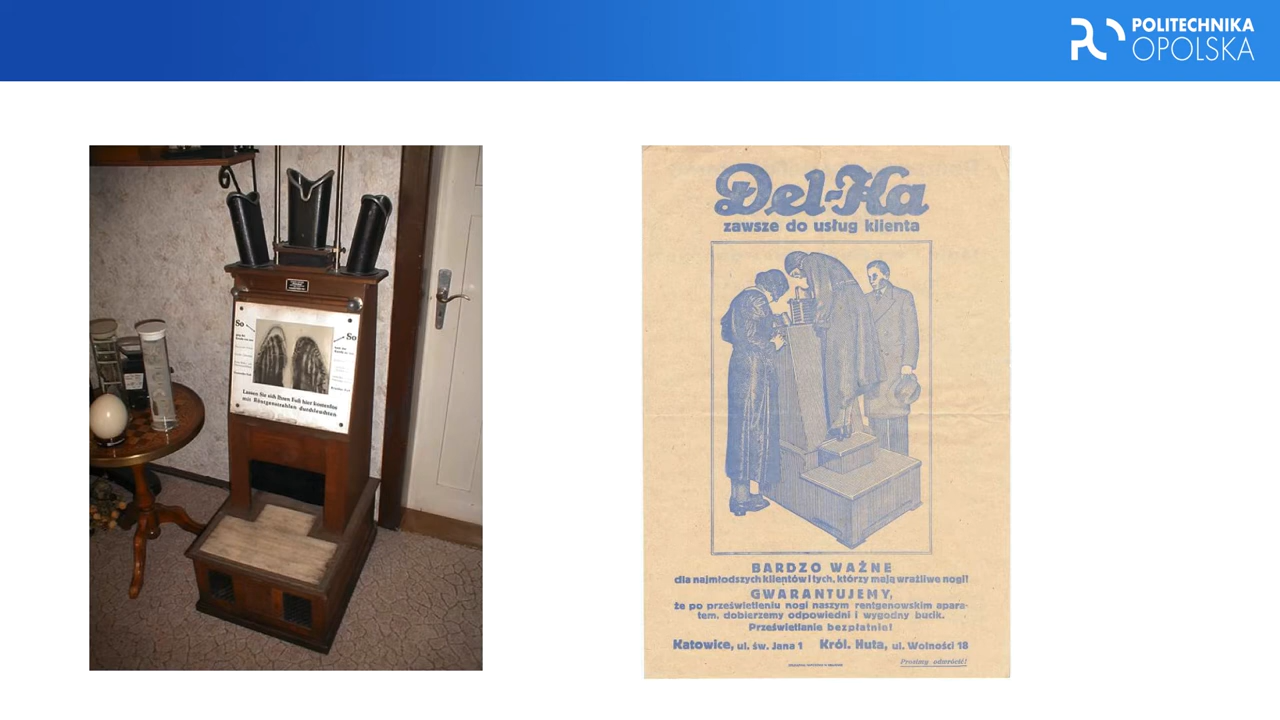 POLITECHNIKA
OPOLSKA
So
So
Lassen Sie sich Ihren Fuß hier kostenlos
mit Röntgenstrahlen durchleuchten
Del-Ka
zawsze do usług klienta
BARDZO WAŻNE
dla najmłodszych klientów i tych, którzy mają wrażliwe nogi!
GWARANTUJEMY,
że po prześwietleniu nogi naszym rentgenowskim apara-
tem, dobierzemy odpowiedni i wygodny bucik.
Prześwietlanie bezpłatnie!
Katowice, ul. św. Jana 1 Król. Huta, ul. Wolności 18
Proszęy odwrócić!